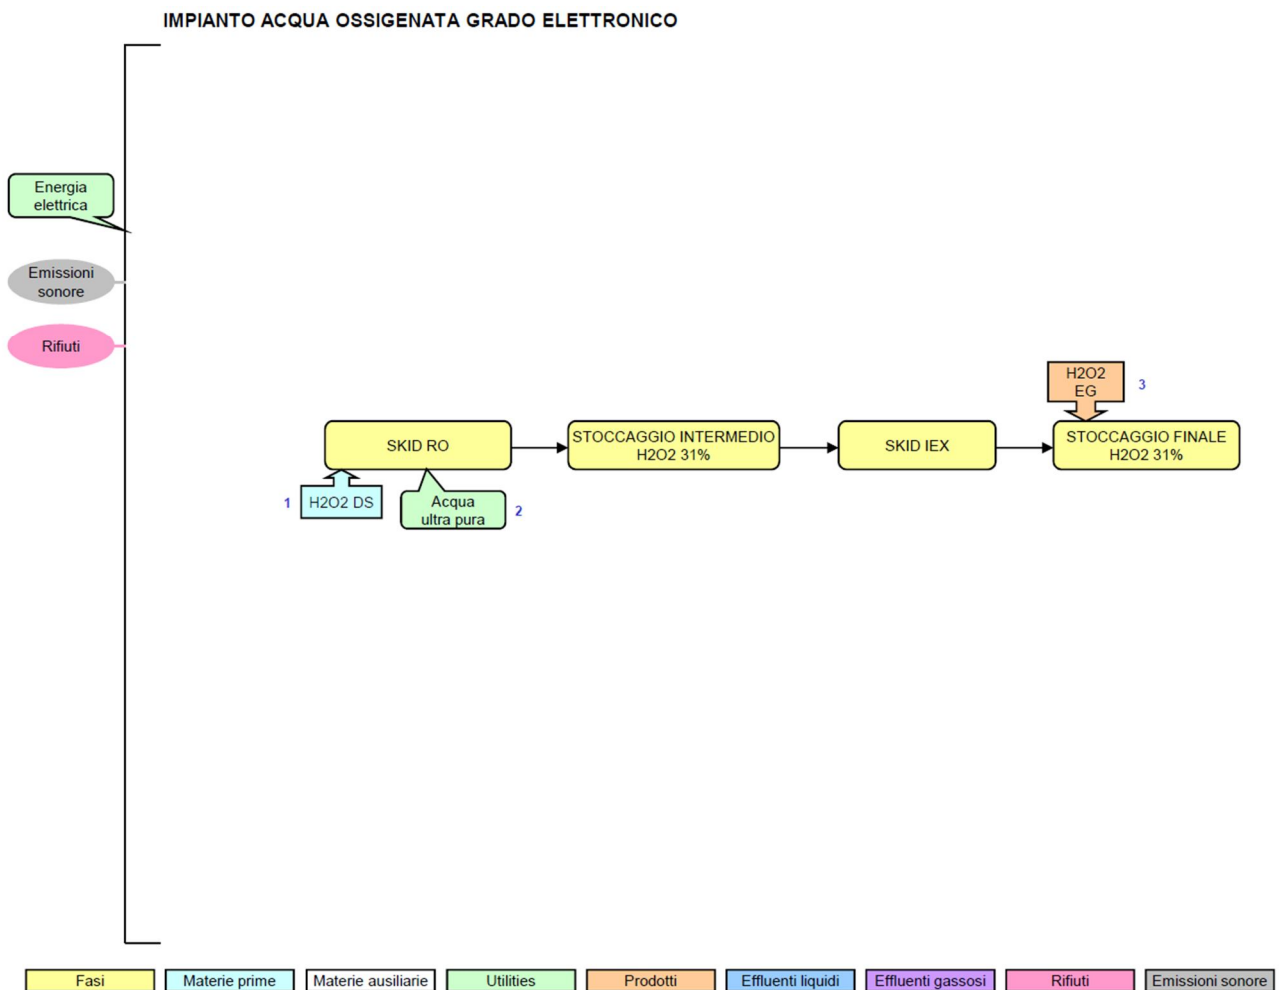 IMPIANTO ACQUA OSSIGENATA GRADO ELETTRONICO
Energia
elettrica
Emissioni
sonore
Rifiuti
H2O2
EG
3
SKID RO
STOCCAGGIO INTERMEDIO
H2O2 31%
SKID IEX
STOCCAGGIO FINALE
H2O2 31%
1
H2O2 DS
Acqua
ultra pura
2
Fasi
Materie prime
Materie ausiliarie
Utilities
Prodotti
Effluenti liquidi
Effluenti gassosi
Rifiuti
Emissioni sonore